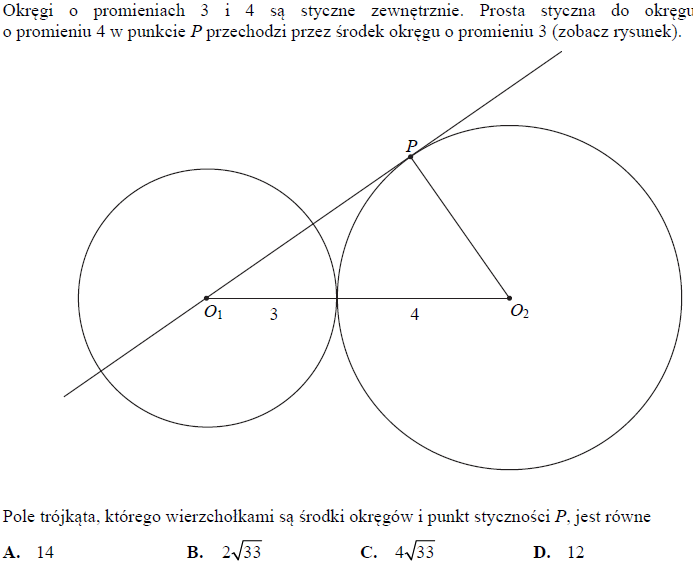 Okręgi o promieniach 3 i 4 są styczne zewnętrznie. Prosta styczna do okręgu
o promieniu 4 w punkcie P przechodzi przez środek okręgu o promieniu 3 (zobacz rysunek).
P
O₁ 3 4 O₂
Pole trójkąta, którego wierzchołkami są środki okręgów i punkt styczności P, jest równe
A. 14 B. 2√33 C. 4√33 D. 12